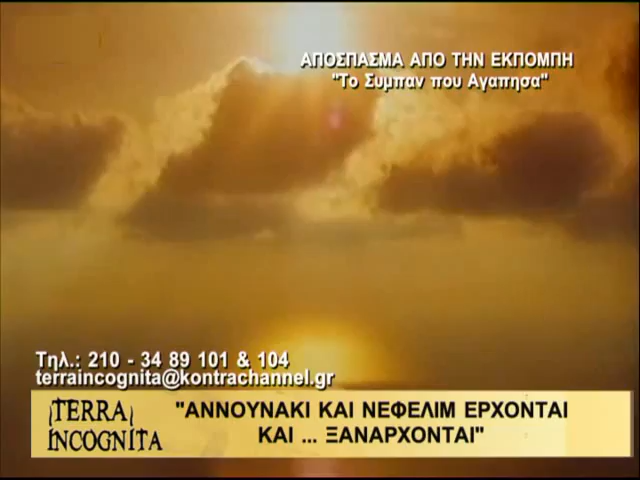 ΑΠΟΣΠΑΣΜΑ ΑΠΟ ΤΗΝ ΕΚΠΟΜΠΗ
"Το Συμπαν που Αγαπησα"
Τηλ.: 210 - 34 89 101 & 104
terraincognita@kontrachannel.gr
TERRA
INCOGNITA
"ΑΝΝΟΥΝΑΚΙ ΚΑΙ ΝΕΦΕΛΙΜ ΕΡΧΟΝΤΑΙ
ΚΑΙ ... ΞΑΝΑΡΧΟΝΤΑΙ"